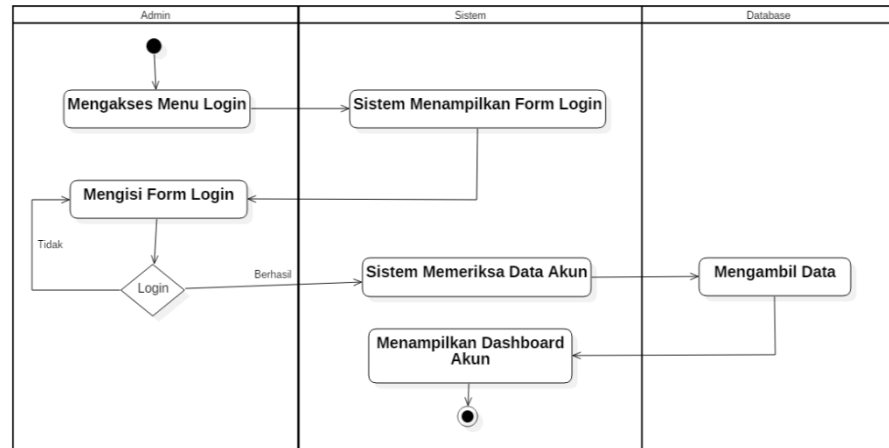 Admin
Sistem
Database
Mengakses Menu Login
Sistem Menampilkan Form Login
Mengisi Form Login
Tidak
Login
Berhasil
Sistem Memeriksa Data Akun
Mengambil Data
Menampilkan Dashboard
Akun